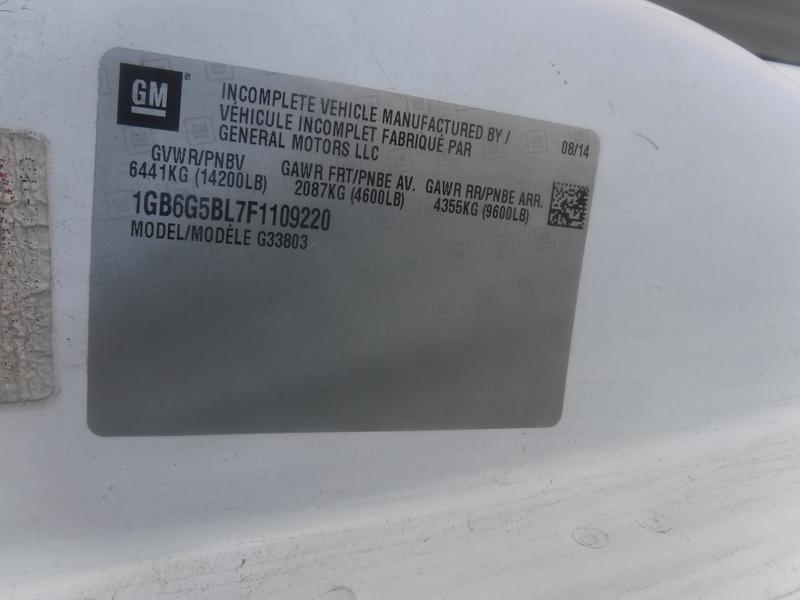 GM
INCOMPLETE VEHICLE MANUFACTURED BY /
VÉHICULE INCOMPLET FABRIQUÉ PAR
GENERAL MOTORS LLC
08/14
GVWR/PNBV
6441KG (14200LB)
GAWR FRT/PNBE AV.
2087KG (4600LB)
GAWR RR/PNBE ARR.
4355KG (9600LB)
1GB6G5BL7F1109220
MODEL/MODÈLE G33803